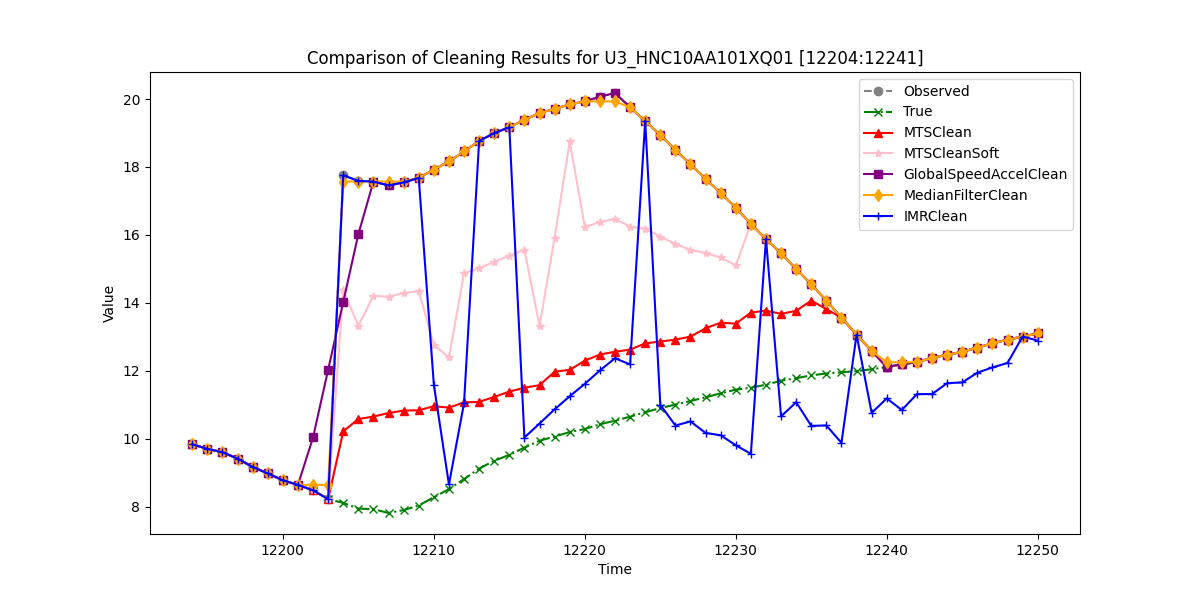 Comparison of Cleaning Results for U3_HNC10AA101XQ01 [12204:12241]
Value
20
18
16
14
12
10
8
Observed
True
MTSClean
MTSCleanSoft
GlobalSpeedAccelClean
MedianFilterClean
IMRClean
12200
12210
12220
12230
12240
12250
Time